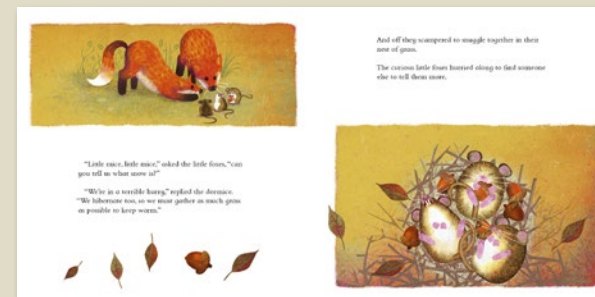 "Little mice, little mice," asked the little foxes, "can
you tell us what snow is?"
"We're in a terrible hurry," replied the dormice.
"We hibernate too, so we must gather as much grass
as possible to keep warm."
And off they scampered to snuggle together in their
nest of grass.
The curious little foxes hurried along to find someone
else to tell them more.